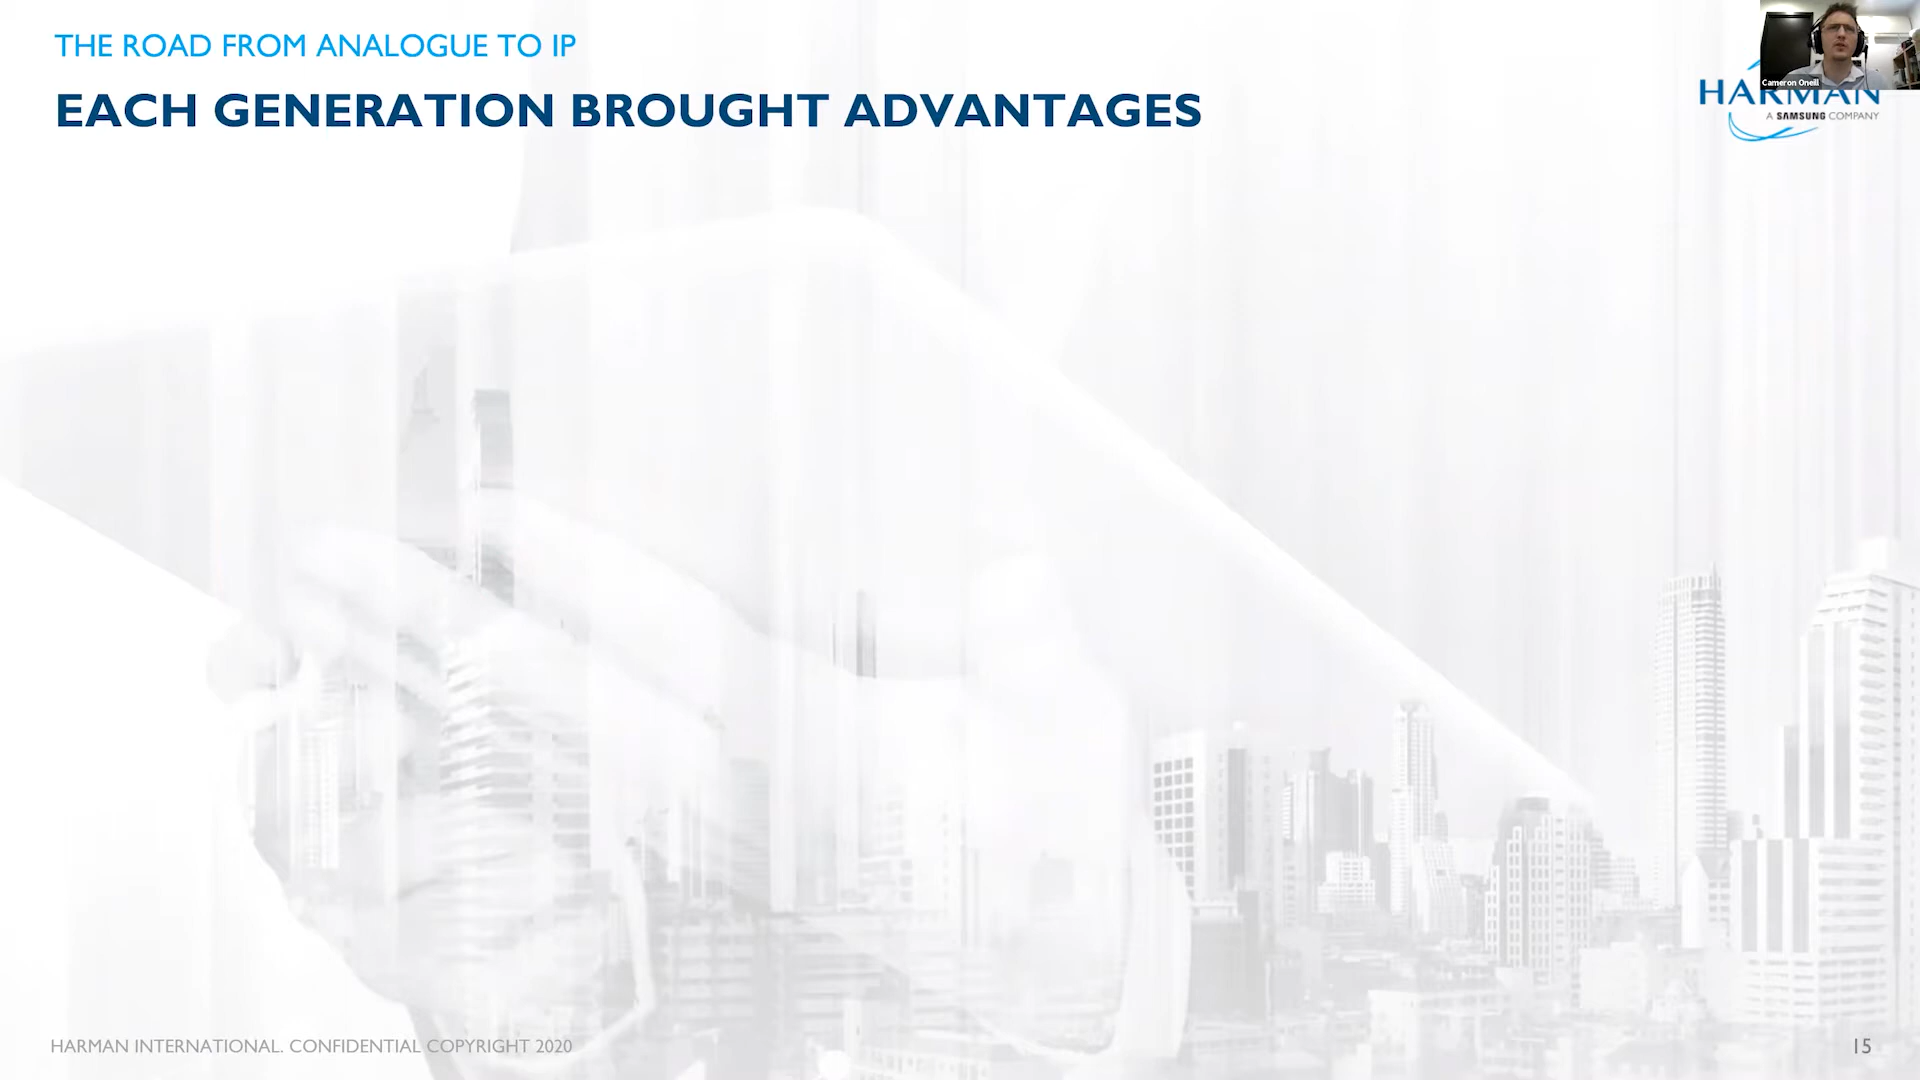 THE ROAD FROM ANALOGUE TO IP
EACH GENERATION BROUGHT ADVANTAGES
Cameron Oneill
HARMAN
A SAMSUNG COMPANY
HARMAN INTERNATIONAL. CONFIDENTIAL COPYRIGHT 2020
15